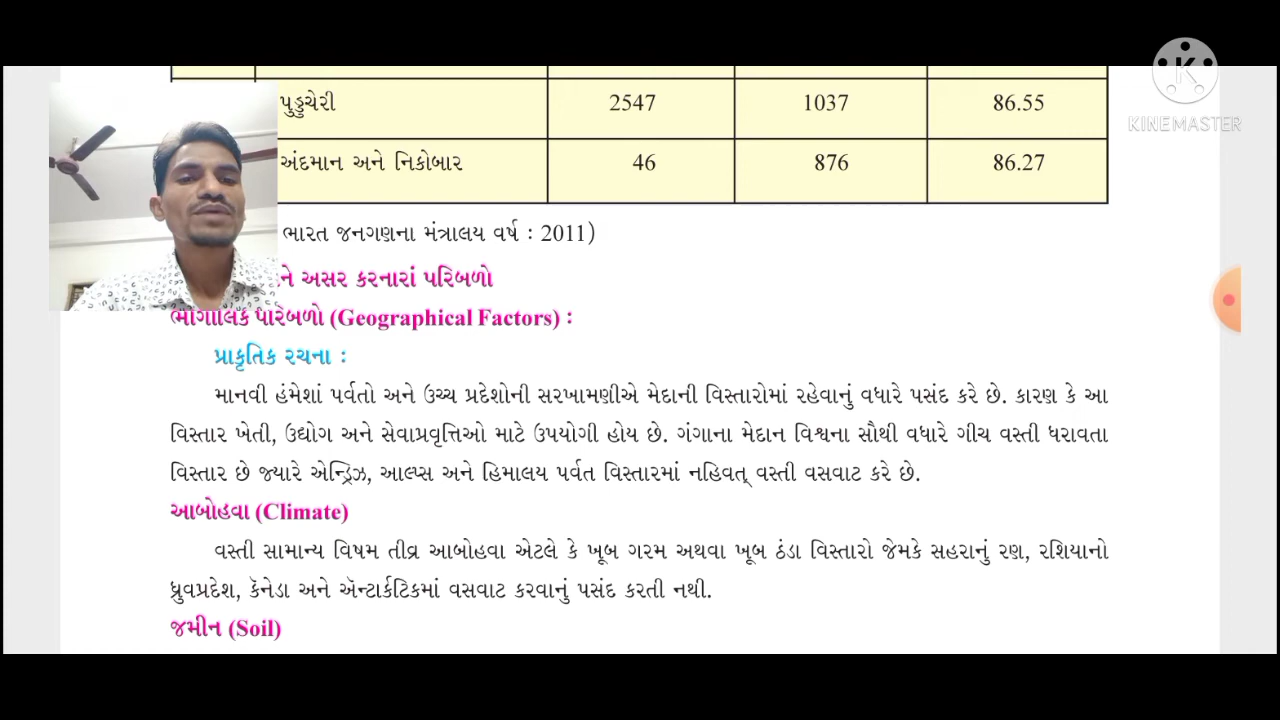 પુડુચેરી 2547 1037 86.55
KINEMASTER
અંદમાન અને નિકોબાર 46 876 86.27
ભારત જનગણના મંત્રાલય વર્ષ : 2011)
ને અસર કરનારાં પરિબળો
ભૌગોલિક પરિબળો (Geographical Factors) :
પ્રાકૃતિક રચના :
માનવી હંમેશાં પર્વતો અને ઉચ્ચ પ્રદેશોની સરખામણીએ મેદાની વિસ્તારોમાં રહેવાનું વધારે પસંદ કરે છે. કારણ કે આ
વિસ્તાર ખેતી, ઉદ્યોગ અને સેવાપ્રવૃત્તિઓ માટે ઉપયોગી હોય છે. ગંગાના મેદાન વિશ્વના સૌથી વધારે ગીચ વસ્તી ધરાવતા
વિસ્તાર છે જ્યારે એન્ડ્રિઝ, આલ્પ્સ અને હિમાલય પર્વત વિસ્તારમાં નહિવત્ વસ્તી વસવાટ કરે છે.
આબોહવા (Climate)
વસ્તી સામાન્ય વિષમ તીવ્ર આબોહવા એટલે કે ખૂબ ગરમ અથવા ખૂબ ઠંડા વિસ્તારો જેમકે સહરાનું રણ, રશિયાનો
ધ્રુવપ્રદેશ, કૅનેડા અને ઍન્ટાર્કટિકમાં વસવાટ કરવાનું પસંદ કરતી નથી.
જમીન (Soil)